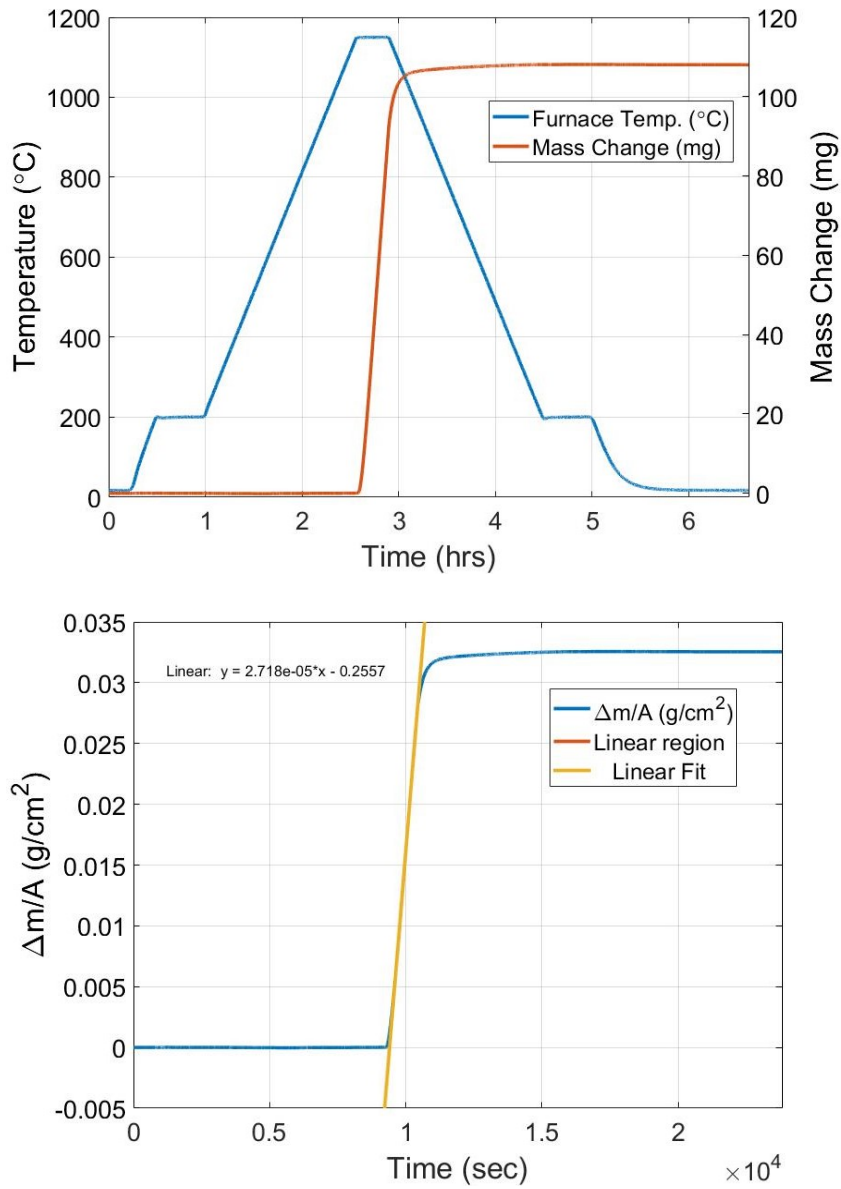 1200
1000
800
600
400
200
0
Temperature (°C)
120
100
80
60
40
20
0
Mass Change (mg)
Furnace Temp. (°C)
Mass Change (mg)
0 1 2 3 4 5 6
Time (hrs)
0.035
0.03
0.025
0.02
0.015
0.01
0.005
0
-0.005
Δm/A (g/cm²)
Linear: y = 2.718e-05*x - 0.2557
Δm/A (g/cm²)
Linear region
Linear Fit
0 0.5 1 1.5 2
Time (sec)
×10⁴